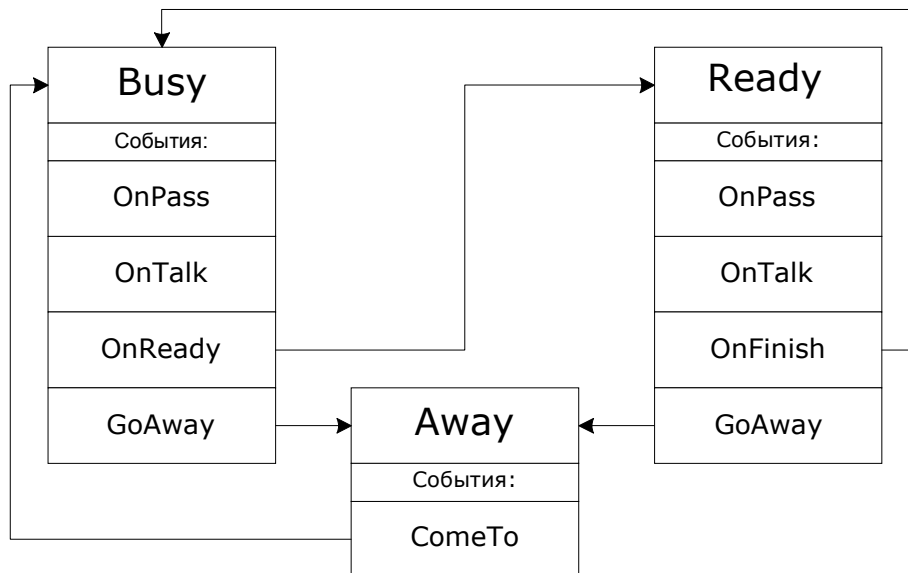 Busy
События:
OnPass
OnTalk
OnReady
GoAway
Ready
События:
OnPass
OnTalk
OnFinish
GoAway
Away
События:
ComeTo